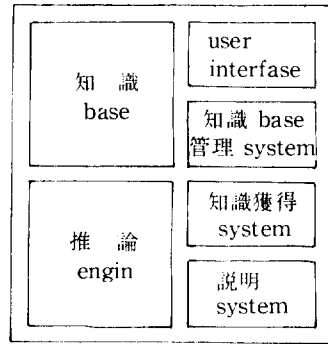 知 識
base
推 論
engin
user
interfase
知識 base
管理 system
知識獲得
system
説明
system